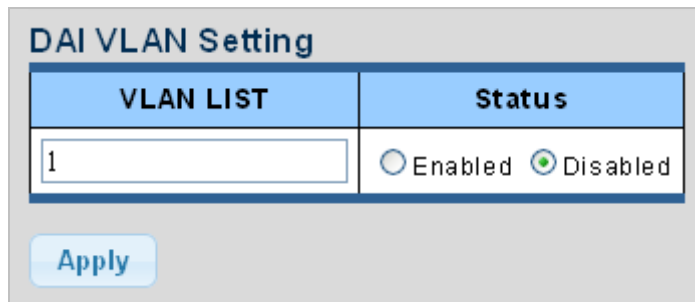 DAI VLAN Setting
VLAN LIST Status
1 Enabled Disabled
Apply